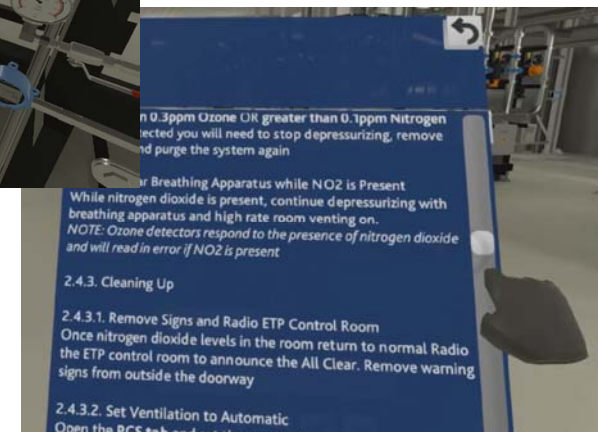 0.3ppm Ozone OR greater than 0.1ppm Nitrogen
you will need to stop depressurizing, remove
purge the system again
Breathing Apparatus while NO2 is Present
While nitrogen dioxide is present, continue depressurizing with
breathing apparatus and high rate room venting on.
NOTE: Ozone detectors respond to the presence of nitrogen dioxide
and will read in error if NO2 is present
2.4.3. Cleaning Up
2.4.3.1. Remove Signs and Radio ETP Control Room
Once nitrogen dioxide levels in the room return to normal Radio
the ETP control room to announce the All Clear. Remove warning
signs from outside the doorway
2.4.3.2. Set Ventilation to Automatic
Open the PCS tab